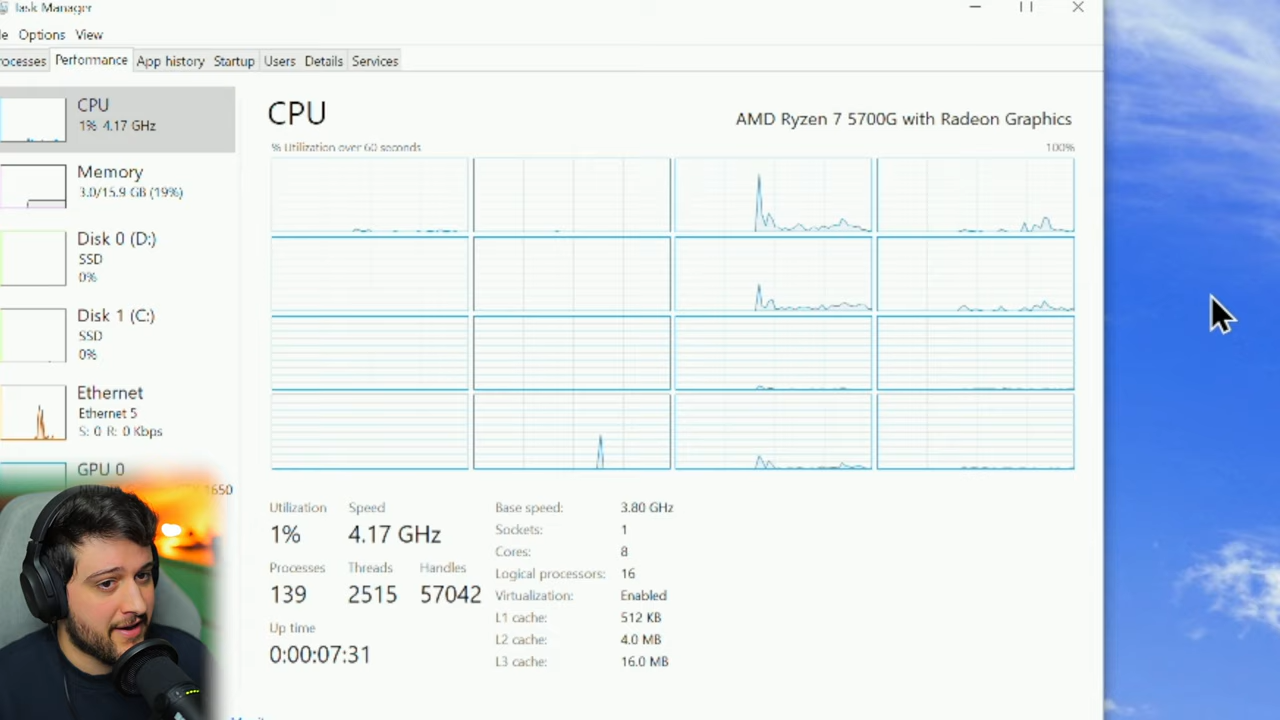 Task Manager
Options View
Performance App history Startup Users Details Services
CPU
1% 4.17 GHz
Memory
3.0/15.9 GB (19%)
Disk 0 (D:)
SSD
0%
Disk 1 (C:)
SSD
0%
Ethernet
Ethernet 5
S: 0 R: 0 Kbps
GPU 0
1650
CPU
AMD Ryzen 7 5700G with Radeon Graphics
% Utilization over 60 seconds
100%
Utilization Speed
1% 4.17 GHz
Processes Threads Handles
139 2515 57042
Up time
0:00:07:31
Base speed: 3.80 GHz
Sockets: 1
Cores: 8
Logical processors: 16
Virtualization: Enabled
L1 cache: 512 KB
L2 cache: 4.0 MB
L3 cache: 16.0 MB